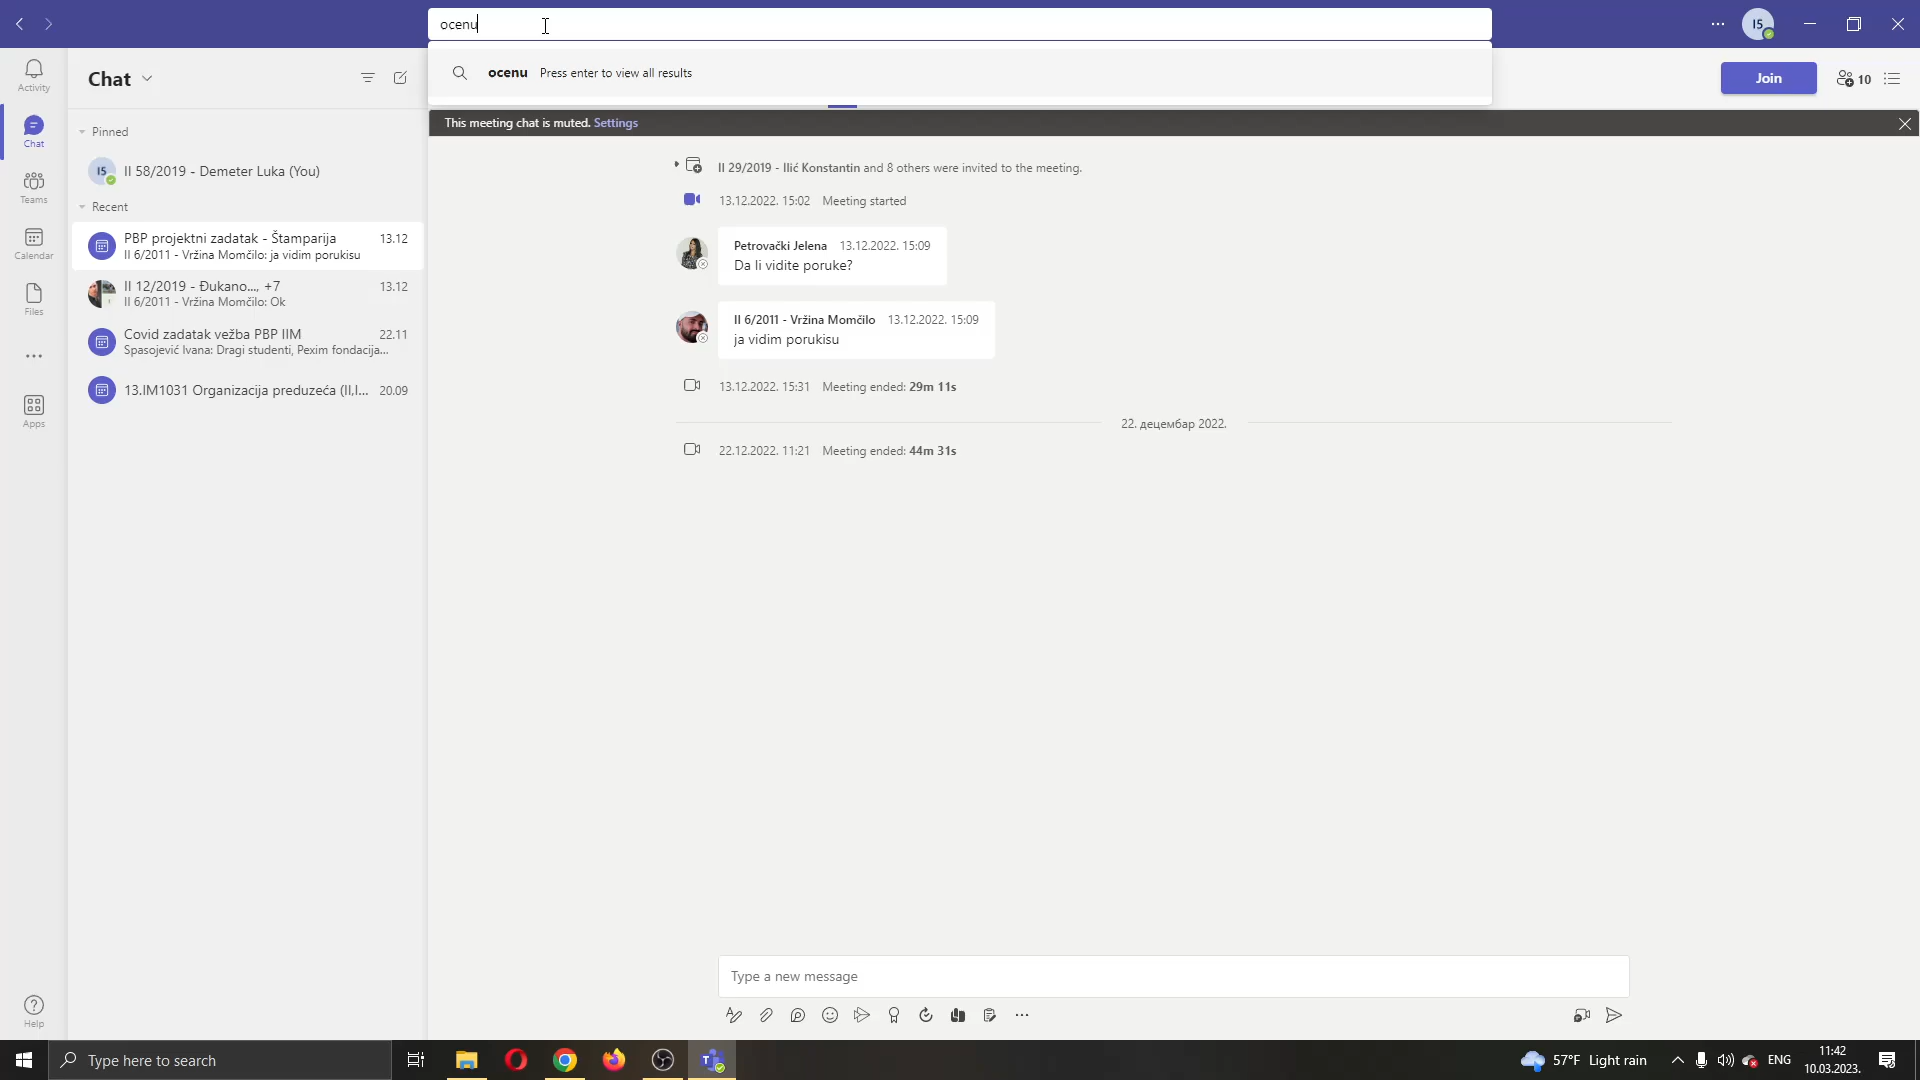 ocenu
I5
ocenu Press enter to view all results
Activity
Chat
Join
10
This meeting chat is muted. Settings
Chat
Pinned
I5
II 58/2019 - Demeter Luka (You)
Teams
Recent
PBP projektni zadatak - Štamparija 13.12
II 6/2011 - Vržina Momčilo: ja vidim porukisu
Calendar
II 12/2019 - Đukano..., +7 13.12
II 6/2011 - Vržina Momčilo: Ok
Files
Covid zadatak vežba PBP IIM 22.11
Spasojević Ivana: Dragi studenti, Pexim fondacija...
13.IM1031 Organizacija preduzeća (II,I... 20.09
Apps
Help
II 29/2019 - Ilić Konstantin and 8 others were invited to the meeting.
13.12.2022. 15:02 Meeting started
Petrovački Jelena 13.12.2022. 15:09
Da li vidite poruke?
II 6/2011 - Vržina Momčilo 13.12.2022. 15:09
ja vidim porukisu
13.12.2022. 15:31 Meeting ended: 29m 11s
22. децембар 2022.
22.12.2022. 11:21 Meeting ended: 44m 31s
Type a new message
Type here to search
57°F Light rain
ENG
11:42
10.03.2023.